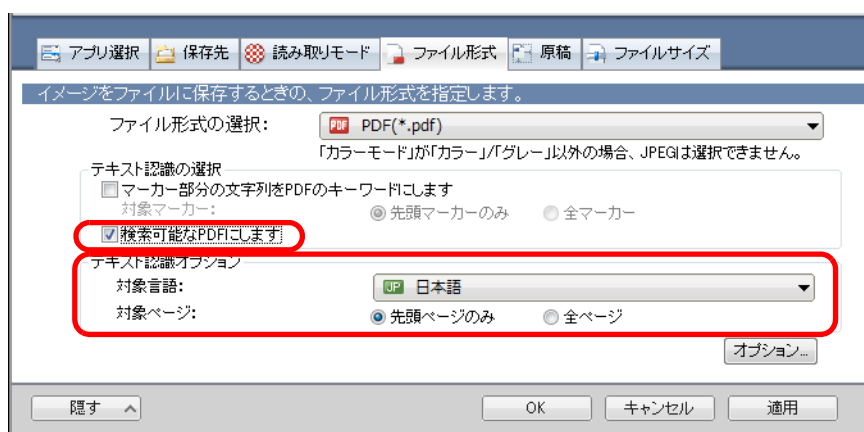 アプリ選択 保存先 読み取りモード ファイル形式 原稿 ファイルサイズ
イメージをファイルに保存するときの、ファイル形式を指定します。
ファイル形式の選択: PDF PDF(*.pdf)
「カラーモード」が「カラー」/「グレー」以外の場合、JPEGは選択できません。
テキスト認識の選択
マーカー部分の文字列をPDFのキーワードにします
対象マーカー: 先頭マーカーのみ 全マーカー
検索可能なPDFにします
テキスト認識オプション
対象言語: JP 日本語
対象ページ: 先頭ページのみ 全ページ
オプション...
隠す OK キャンセル 適用